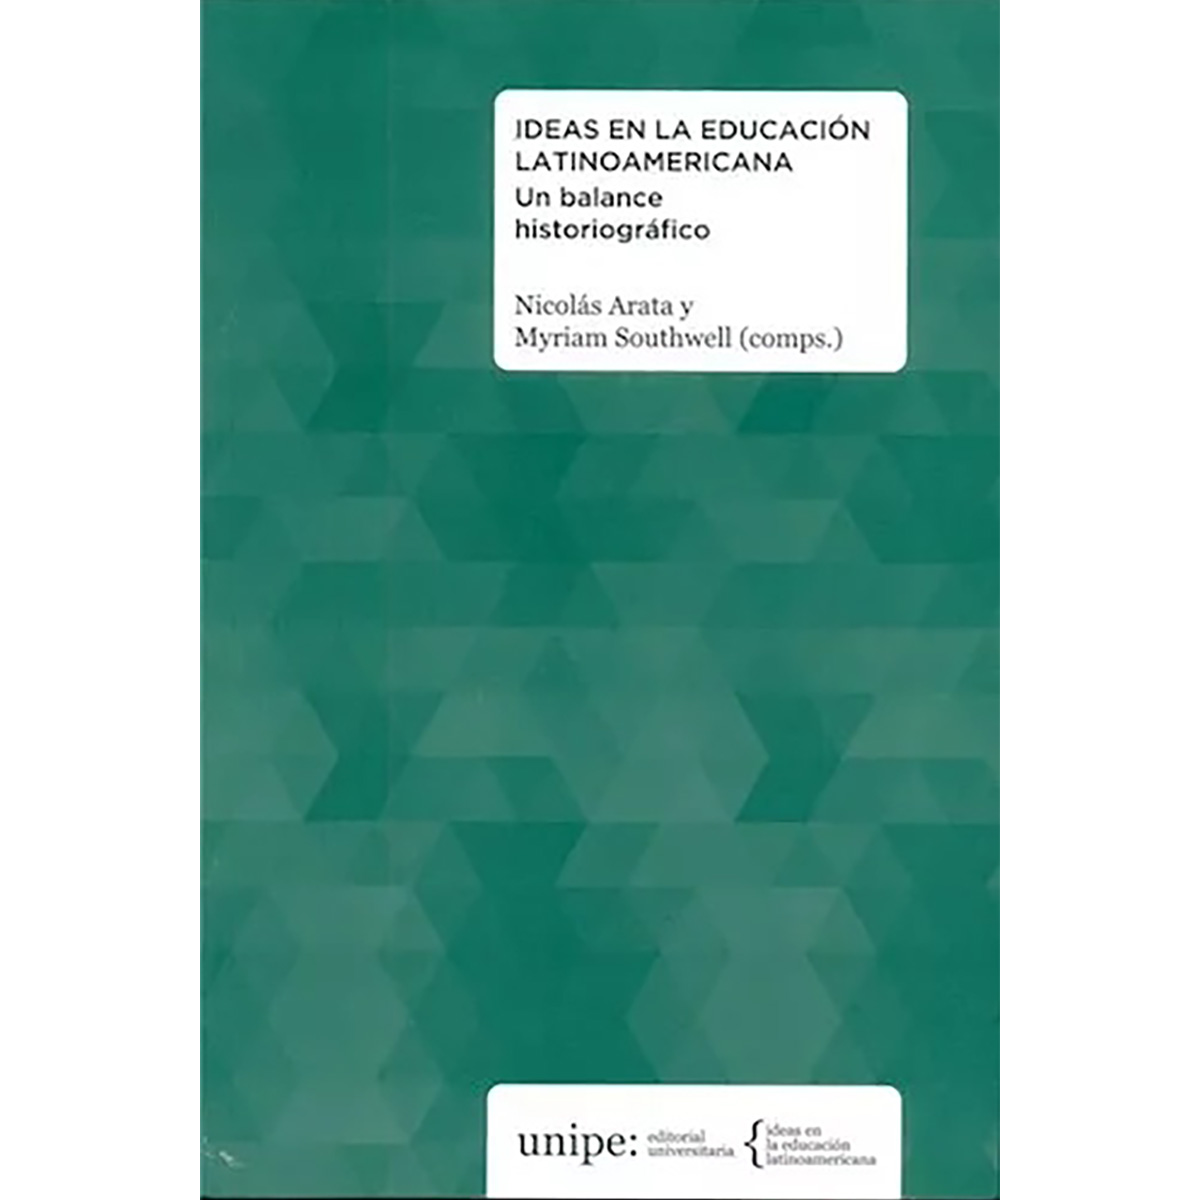 IDEAS EN LA EDUCACIÓN
LATINOAMERICANA
Un balance
historiográfico
Nicolás Arata y
Myriam Southwell (comps.)
unipe:
editorial
universitaria
{
ideas en
la educación
latinoamericana